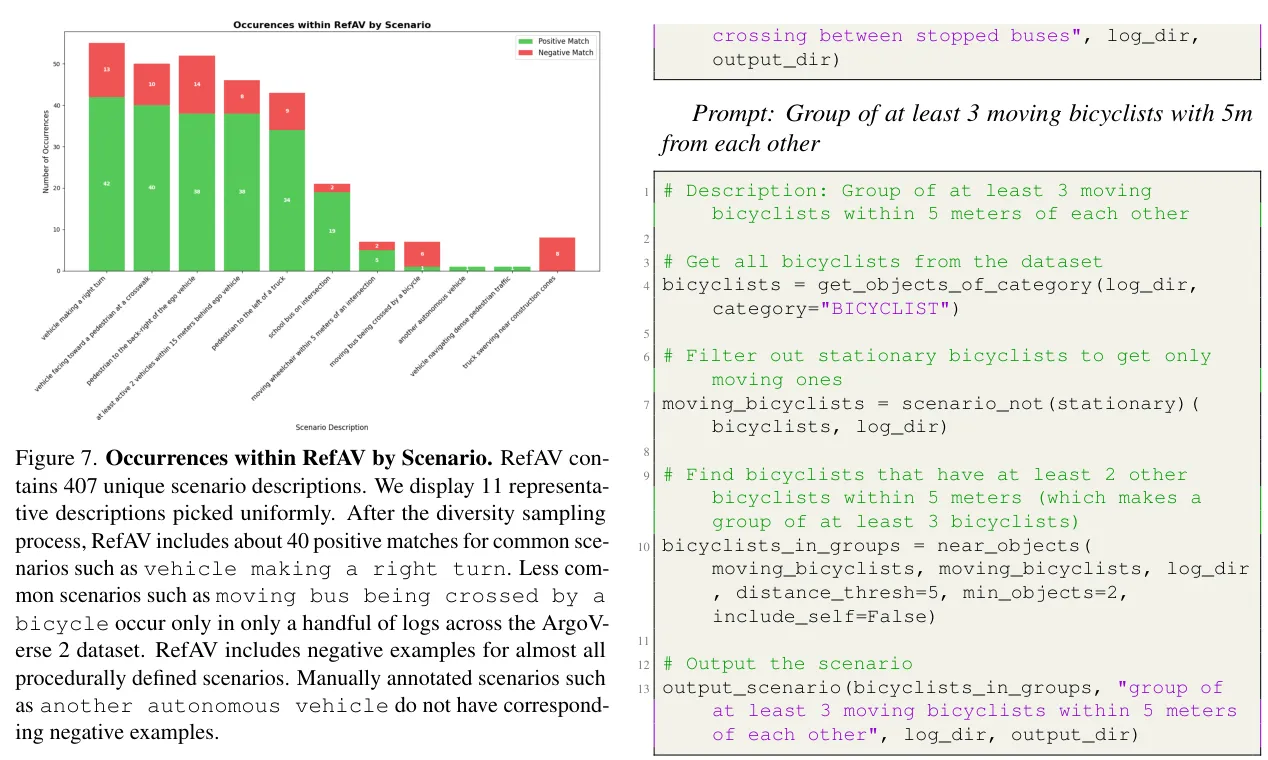 Occurences within RefAV by Scenario
Positive Match
Negative Match
Number of Occurrences
50
40
30
20
10
0
13
42
10
40
14
38
8
38
9
34
2
19
2
5
6
1
1
1
8
vehicle making a right turn
vehicle facing toward a pedestrian at a crosswalk
pedestrian to the back-right of the ego vehicle
at least active 2 vehicles within 15 meters behind ego vehicle
pedestrian to the left of a truck
school bus on intersection
moving wheelchair within 5 meters of an intersection
moving bus being crossed by a bicycle
another autonomous vehicle
vehicle navigating dense pedestrian traffic
truck swerving near construction cones
Scenario Description
Figure 7. Occurrences within RefAV by Scenario. RefAV con-
tains 407 unique scenario descriptions. We display 11 representa-
tive descriptions picked uniformly. After the diversity sampling
process, RefAV includes about 40 positive matches for common sce-
narios such as vehicle making a right turn. Less com-
mon scenarios such as moving bus being crossed by a
bicycle occur only in only a handful of logs across the ArgoV-
erse 2 dataset. RefAV includes negative examples for almost all
procedurally defined scenarios. Manually annotated scenarios such
as another autonomous vehicle do not have correspond-
ing negative examples.
crossing between stopped buses", log_dir,
output_dir)
Prompt: Group of at least 3 moving bicyclists with 5m
from each other
1 # Description: Group of at least 3 moving
bicyclists within 5 meters of each other
2
3 # Get all bicyclists from the dataset
4 bicyclists = get_objects_of_category(log_dir,
category="BICYCLIST")
5
6 # Filter out stationary bicyclists to get only
moving ones
7 moving_bicyclists = scenario_not(stationary)(
bicyclists, log_dir)
8
9 # Find bicyclists that have at least 2 other
bicyclists within 5 meters (which makes a
group of at least 3 bicyclists)
10 bicyclists_in_groups = near_objects(
moving_bicyclists, moving_bicyclists, log_dir
, distance_thresh=5, min_objects=2,
include_self=False)
11
12 # Output the scenario
13 output_scenario(bicyclists_in_groups, "group of
at least 3 moving bicyclists within 5 meters
of each other", log_dir, output_dir)